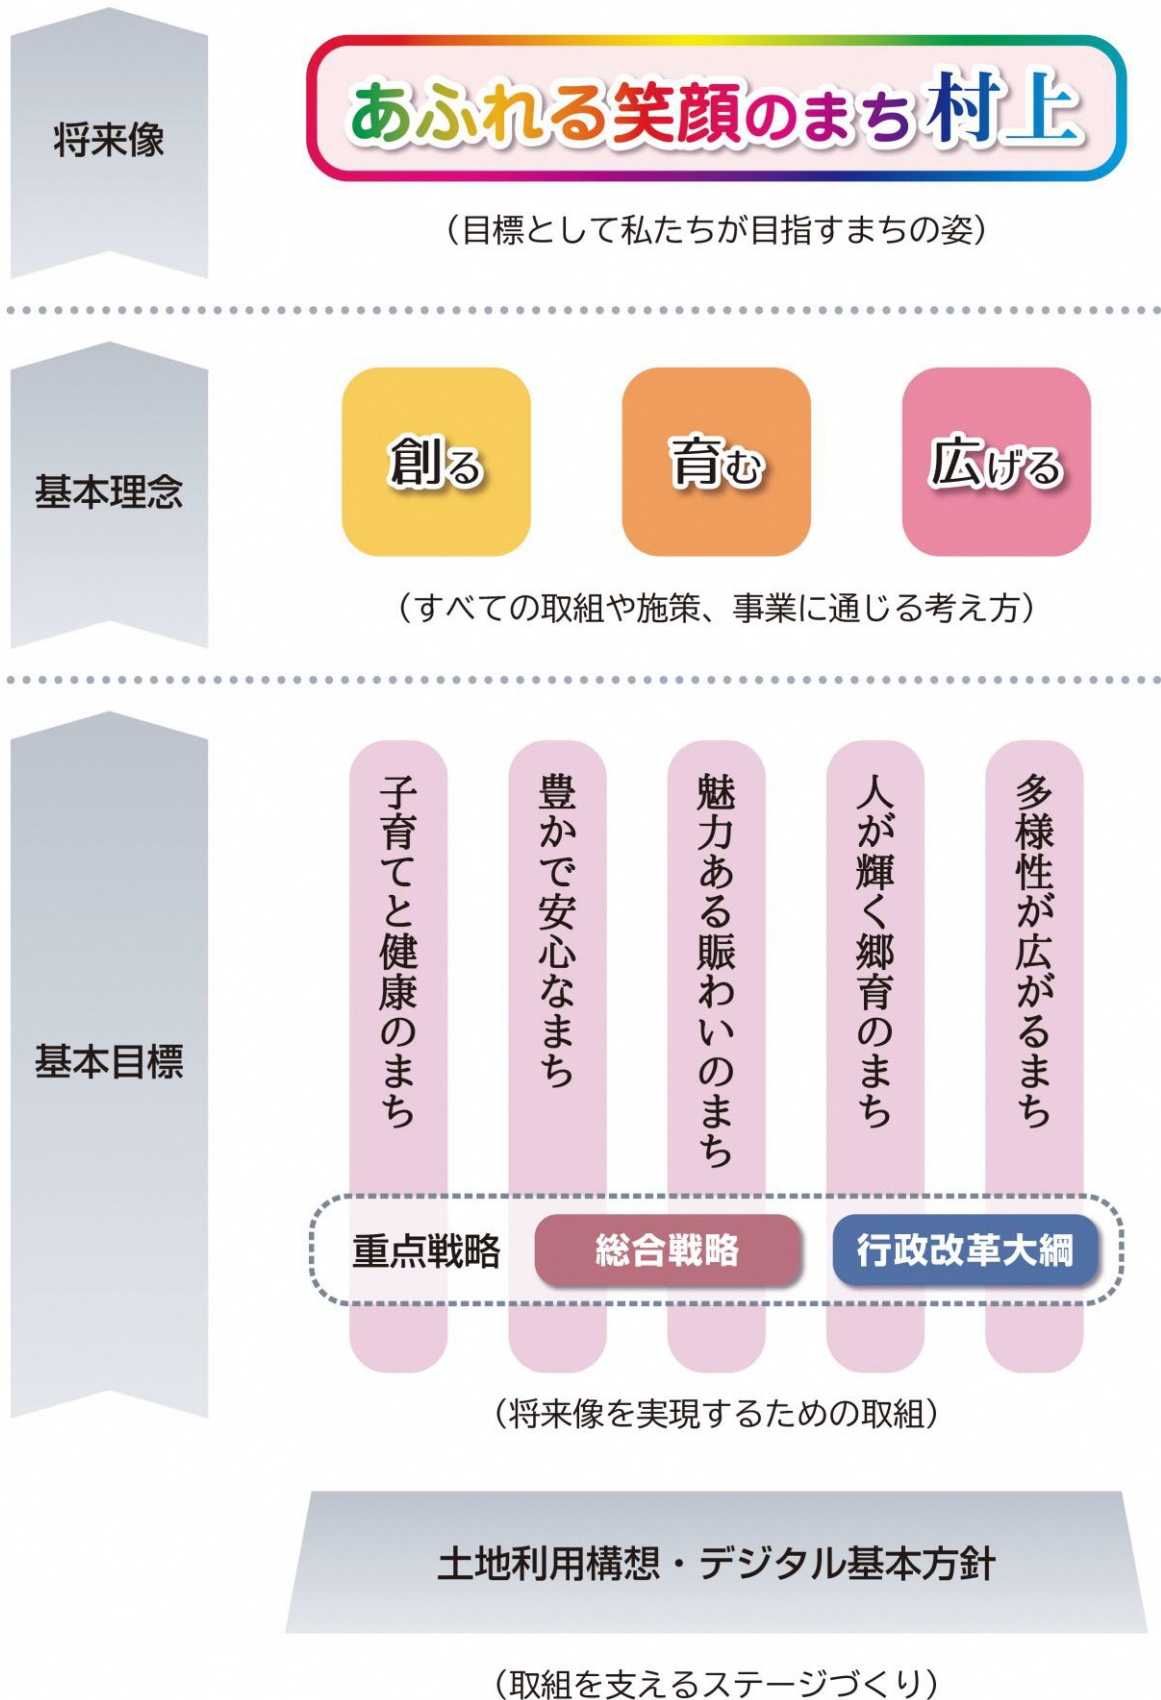 将来像
あふれる笑顔のまち村上
（目標として私たちが目指すまちの姿）
基本理念
創る
育む
広げる
（すべての取組や施策、事業に通じる考え方）
基本目標
子育てと健康のまち
豊かで安心なまち
魅力ある賑わいのまち
人が輝く郷育のまち
多様性が広がるまち
重点戦略
総合戦略
行政改革大綱
（将来像を実現するための取組）
土地利用構想・デジタル基本方針
（取組を支えるステージづくり）